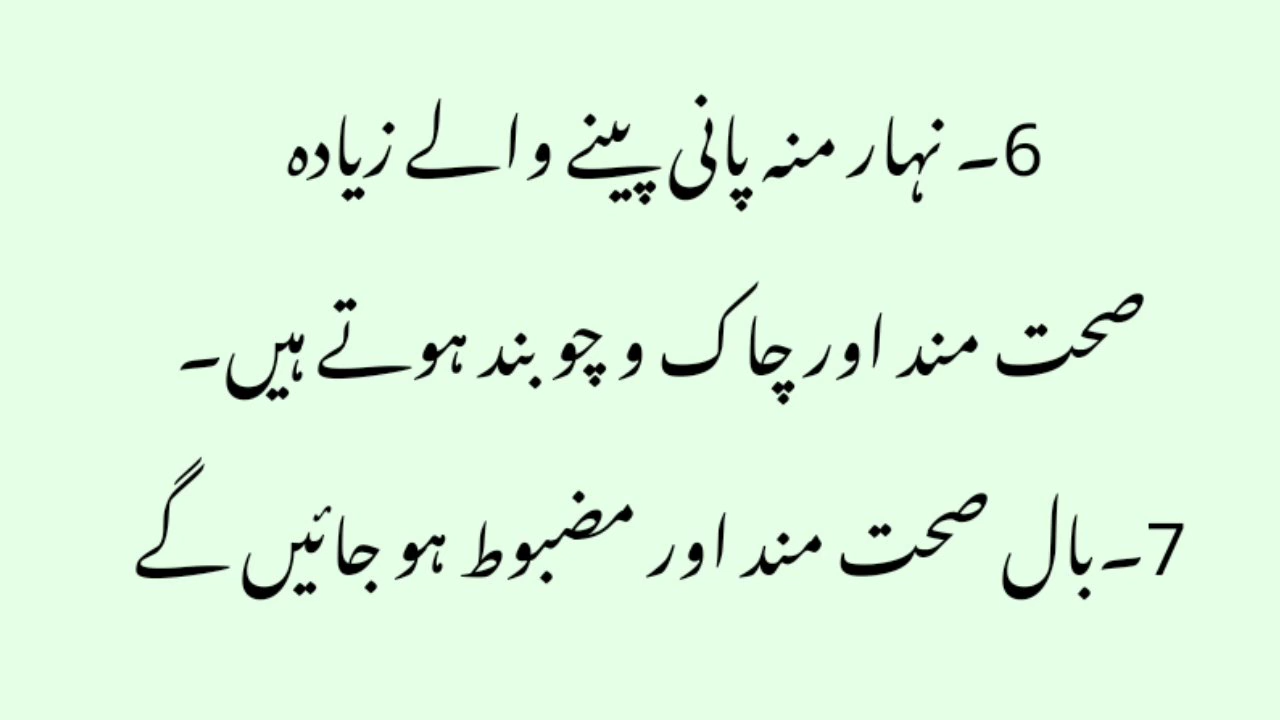 6۔ نہار منہ پانی پینے والے زیادہ
صحت مند اور چاک و چوبند ہوتے ہیں۔
7۔بال صحت مند اور مضبوط ہو جائیں گے